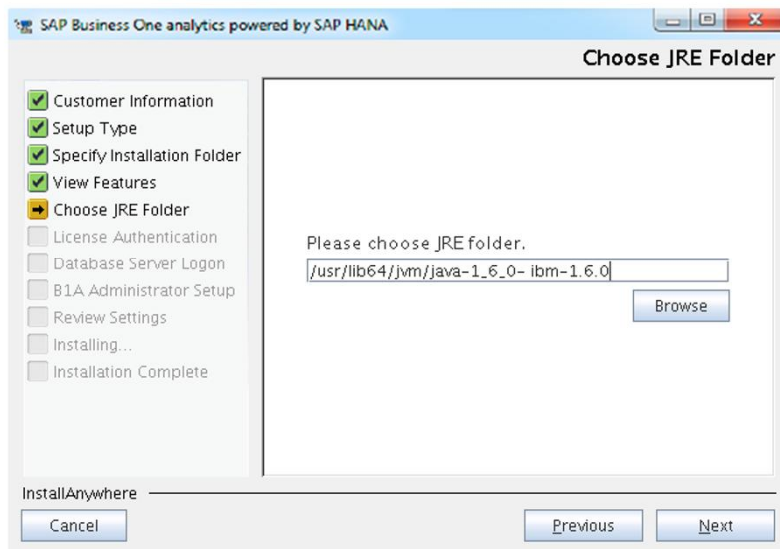 SAP Business One analytics powered by SAP HANA
Choose JRE Folder
Customer Information
Setup Type
Specify Installation Folder
View Features
Choose JRE Folder
License Authentication
Database Server Logon
B1A Administrator Setup
Review Settings
Installing...
Installation Complete
Please choose JRE folder.
/usr/lib64/jvm/java-1_6_0- ibm-1.6.0
Browse
InstallAnywhere
Cancel
Previous
Next